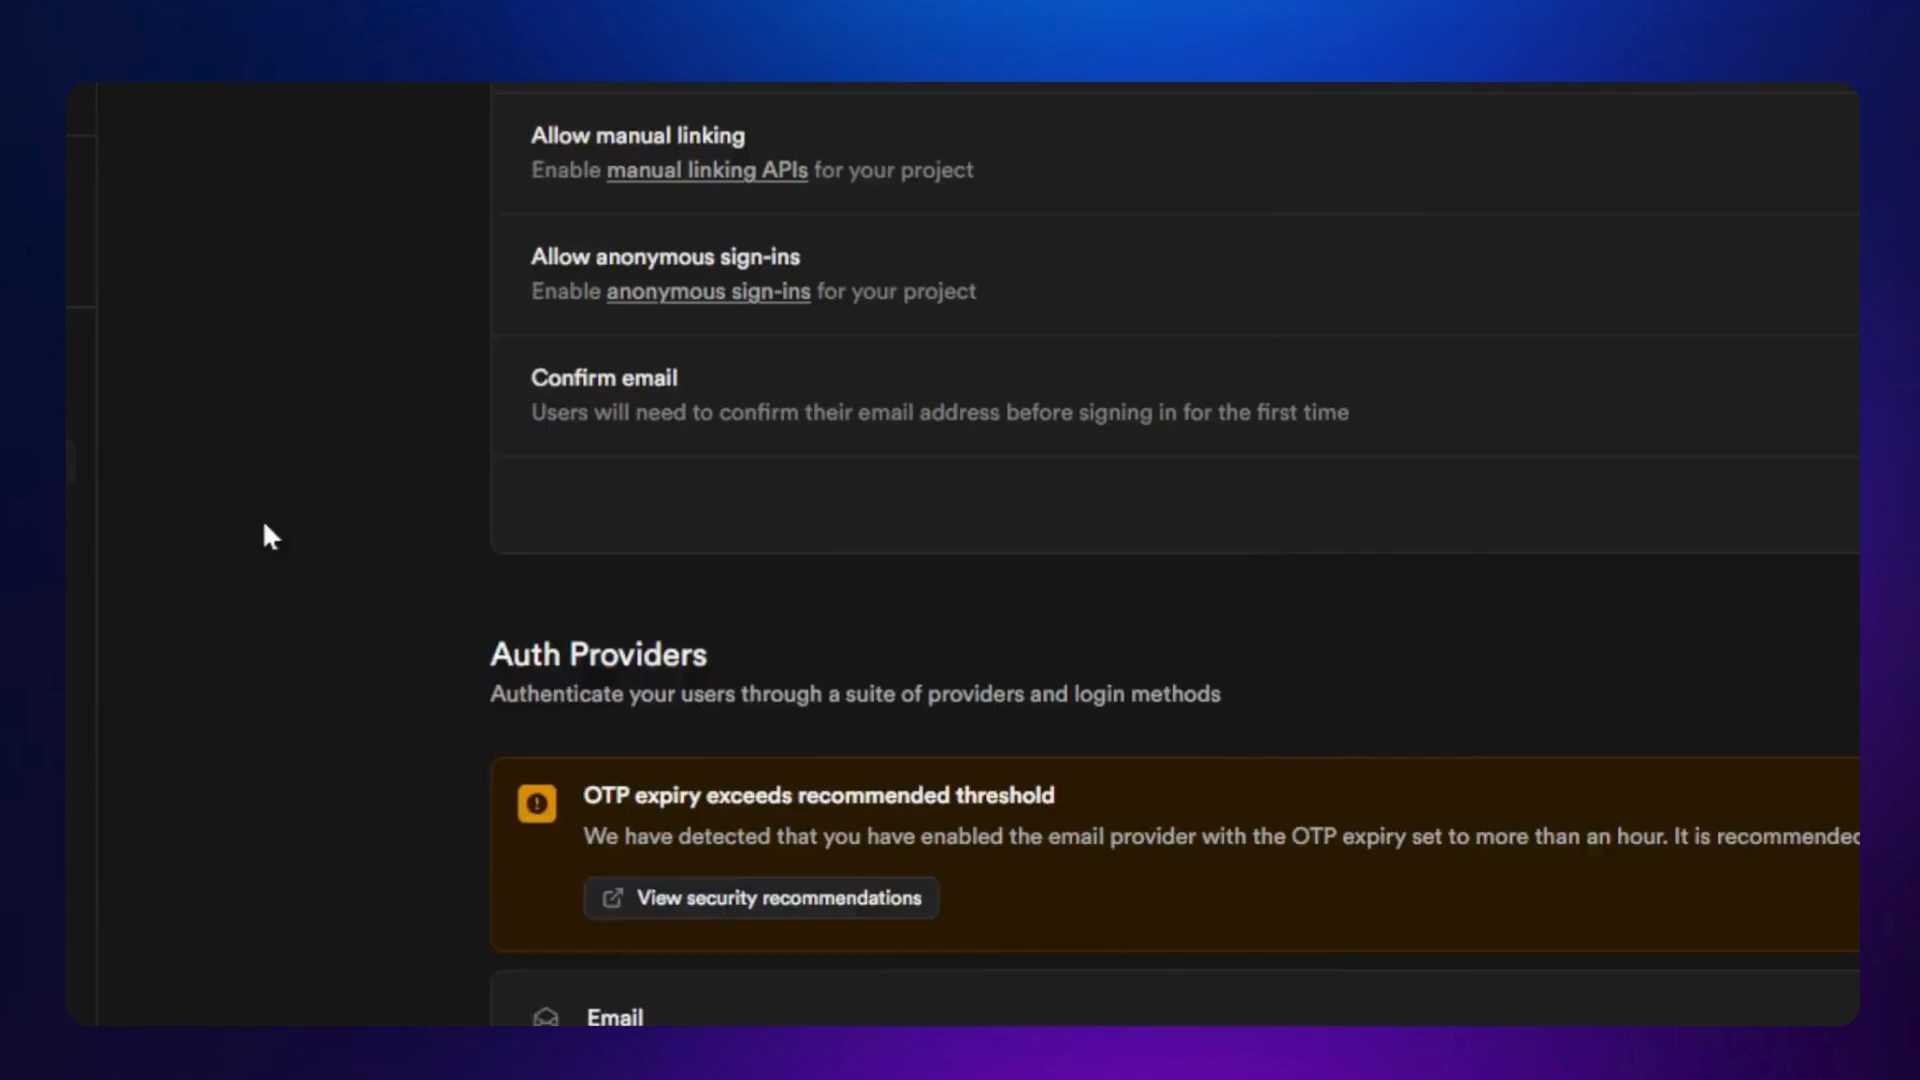 Allow manual linking
Enable manual linking APIs for your project
Allow anonymous sign-ins
Enable anonymous sign-ins for your project
Confirm email
Users will need to confirm their email address before signing in for the first time
Auth Providers
Authenticate your users through a suite of providers and login methods
OTP expiry exceeds recommended threshold
We have detected that you have enabled the email provider with the OTP expiry set to more than an hour. It is recommended
View security recommendations
Email